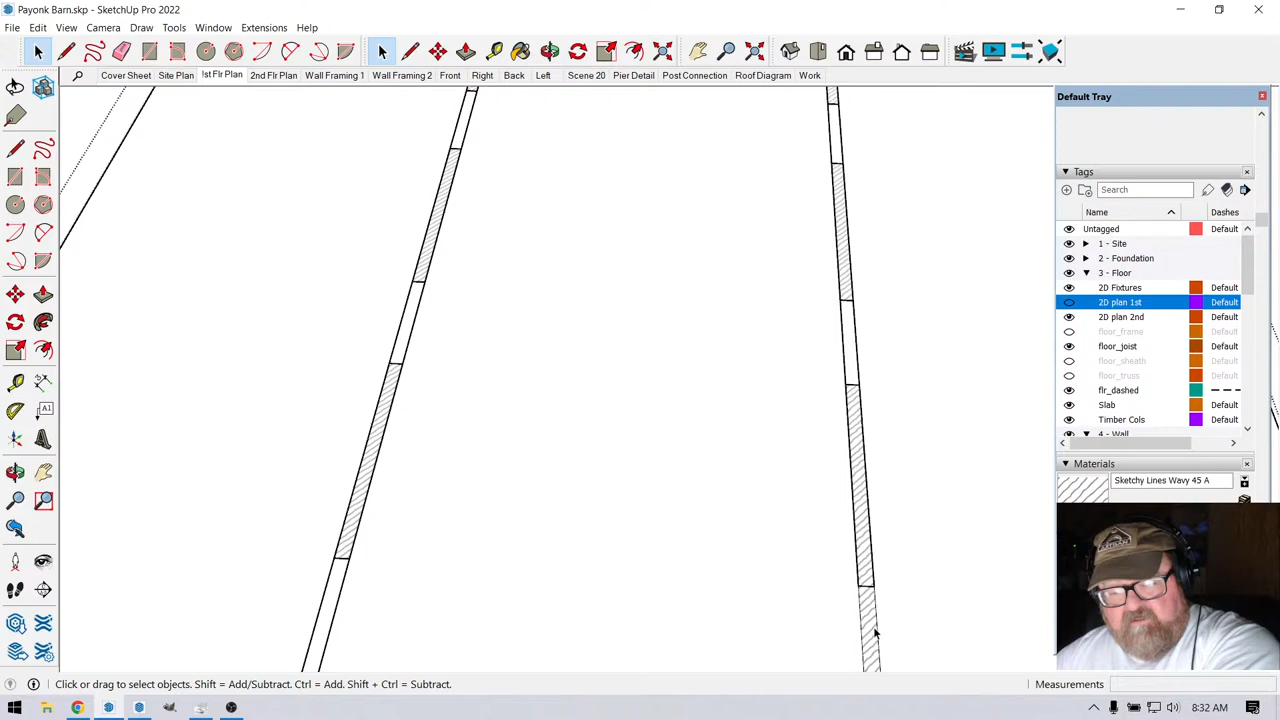 Payonk Barn.skp - SketchUp Pro 2022
File Edit View Camera Draw Tools Window Extensions Help
Cover Sheet Site Plan 1st Flr Plan 2nd Flr Plan Wall Framing 1 Wall Framing 2 Front Right Back Left Scene 20 Pier Detail Post Connection Roof Diagram Work
Default Tray
Tags
Search
Name Dashes
Untagged Default
1 - Site
2 - Foundation
3 - Floor
2D Fixtures Default
2D plan 1st Default
2D plan 2nd Default
floor_frame Default
floor_joist Default
floor_sheath Default
floor_truss Default
flr_dashed
Slab Default
Timber Cols Default
4 - Wall
Materials
Sketchy Lines Wavy 45 A
A1
ARTISAN
Click or drag to select objects. Shift = Add/Subtract. Ctrl = Add. Shift + Ctrl = Subtract.
Measurements
8:32 AM